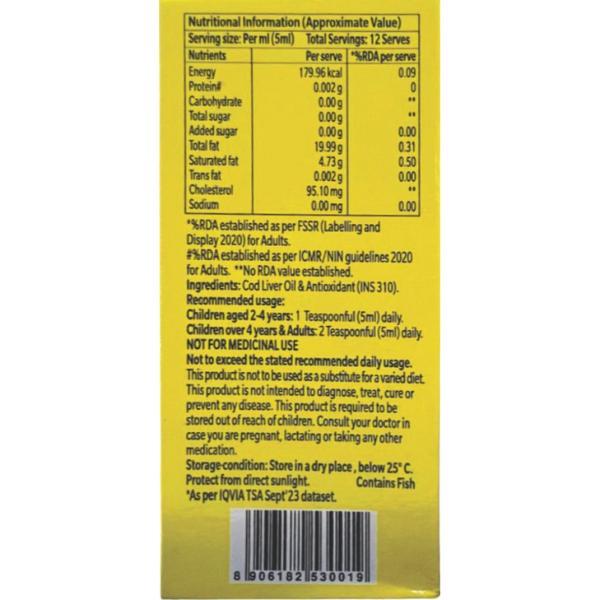 Nutritional Information (Approximate Value)
Serving size: Per ml (5ml) Total Servings: 12 Serves
Nutrients Per serve *%RDA per serve
Energy 179.96 kcal 0.09
Protein# 0.002 g 0
Carbohydrate 0.00 g **
Total sugar 0.00 g **
Added sugar 0.00 g 0.00
Total fat 19.99 g 0.31
Saturated fat 4.73 g 0.50
Trans fat 0.002 g 0.00
Cholesterol 95.10 mg **
Sodium 0.00 mg 0.00
*%RDA established as per FSSR (Labelling and
Display 2020) for Adults.
#%RDA established as per ICMR/NIN guidelines 2020
for Adults. **No RDA value established.
Ingredients: Cod Liver Oil & Antioxidant (INS 310).
Recommended usage:
Children aged 2-4 years: 1 Teaspoonful (5ml) daily.
Children over 4 years & Adults: 2 Teaspoonful (5ml) daily.
NOT FOR MEDICINAL USE
Not to exceed the stated recommended daily usage.
This product is not to be used as a substitute for a varied diet.
This product is not intended to diagnose, treat, cure or
prevent any disease. This product is required to be
stored out of reach of children. Consult your doctor in
case you are pregnant, lactating or taking any other
medication.
Storage-condition: Store in a dry place, below 25° C.
Protect from direct sunlight. Contains Fish
*As per IQVIA TSA Sept'23 dataset.
8 906182 530019